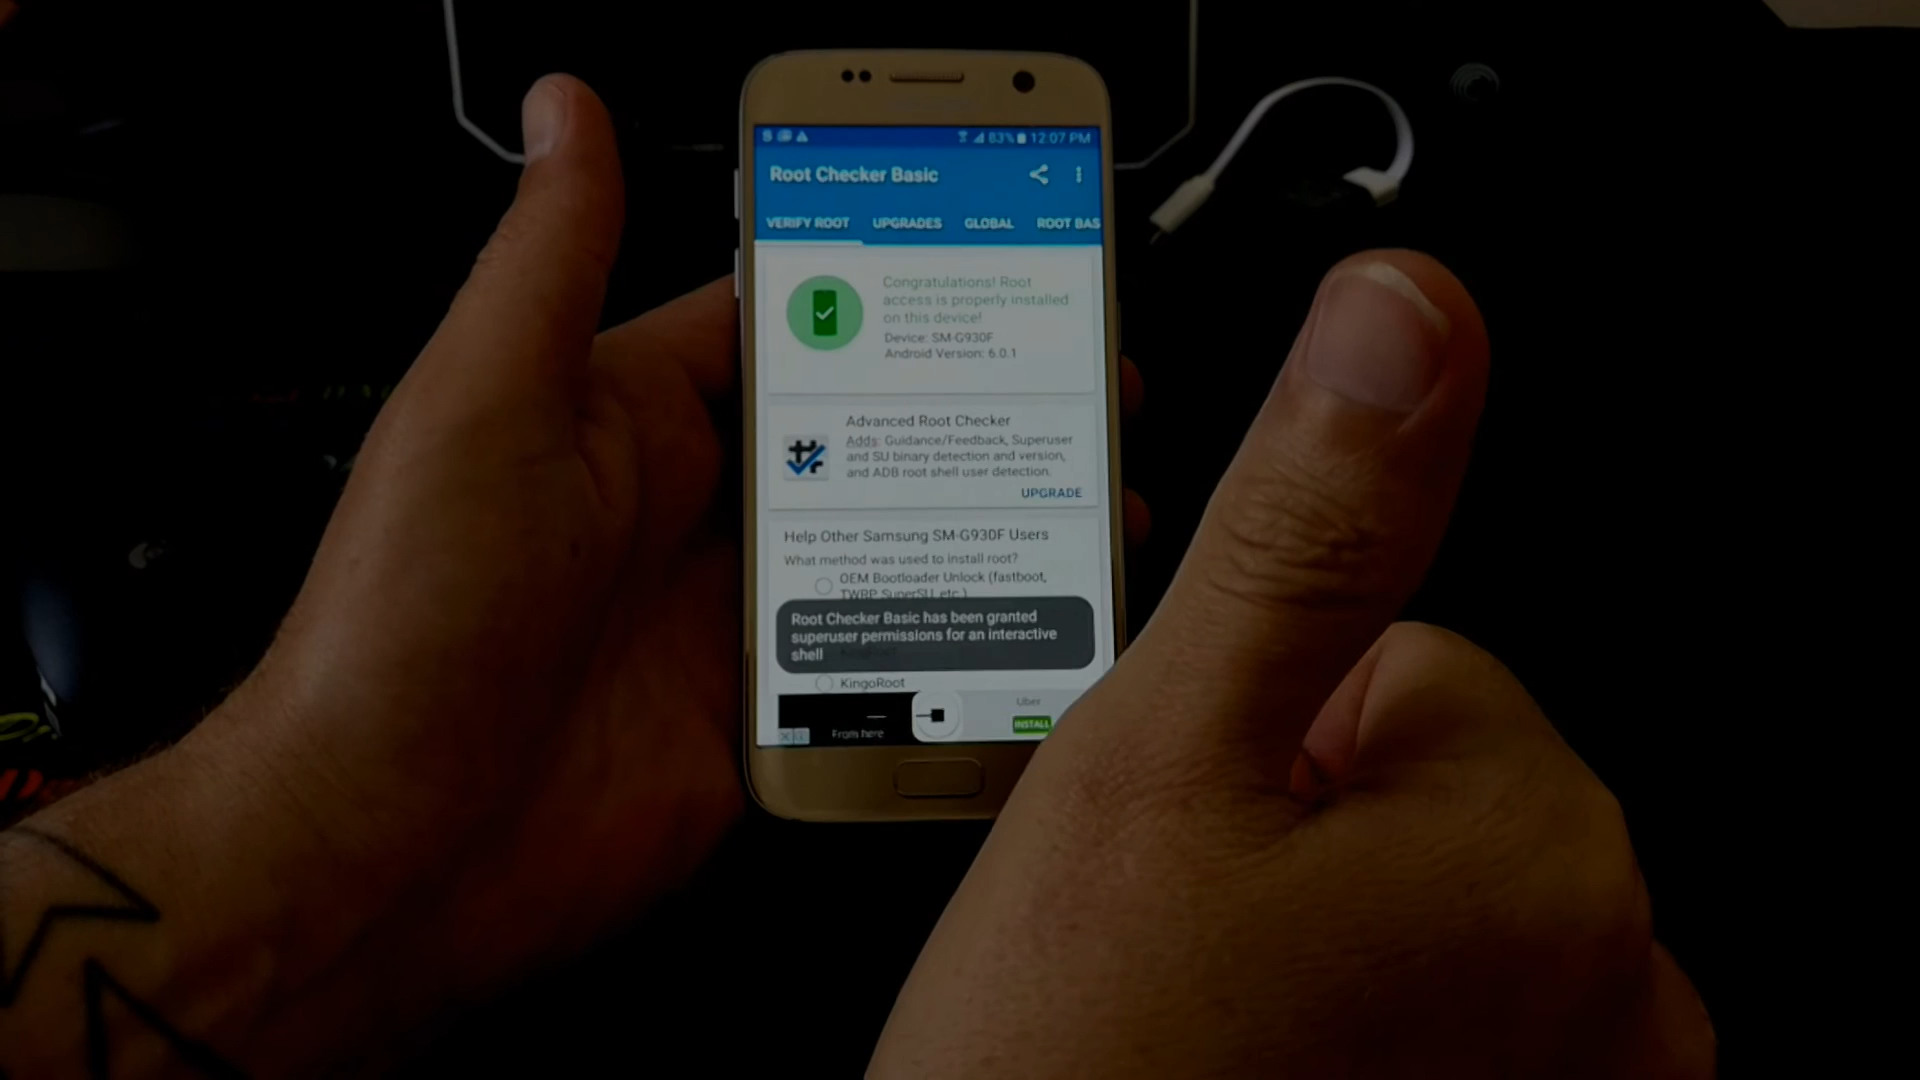 83% 12:07 PM
Root Checker Basic
VERIFY ROOT UPGRADES GLOBAL ROOT BAS
Congratulations! Root
access is properly installed
on this device!
Device: SM-G930F
Android Version: 6.0.1
Advanced Root Checker
Adds: Guidance/Feedback, Superuser
and SU binary detection and version,
and ADB root shell user detection.
UPGRADE
Help Other Samsung SM-G930F Users
What method was used to install root?
OEM Bootloader Unlock (fastboot,
TWRP SuperSU, etc.)
Root Checker Basic has been granted
superuser permissions for an interactive
shell
KingoRoot
Uber
From here
INSTALL